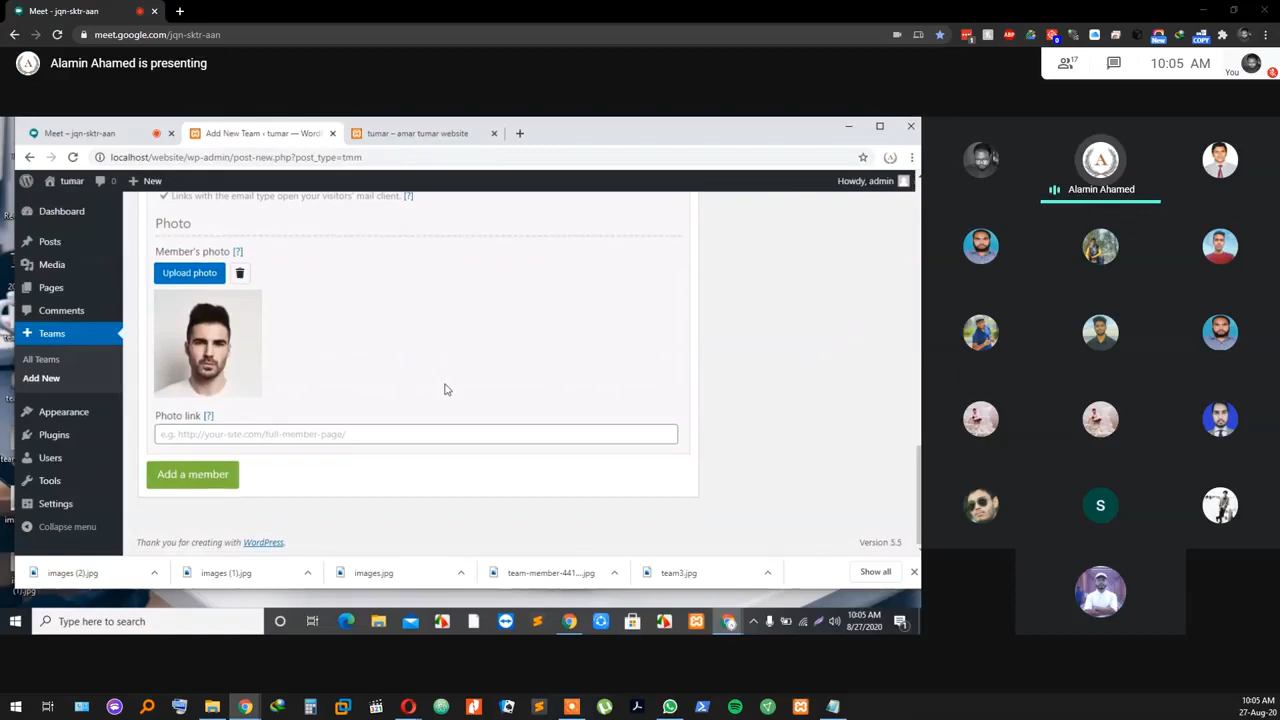 Meet - jqn-sktr-aan
meet.google.com/jqn-sktr-aan
New
COPY
Alamin Ahamed is presenting
17
10:05 AM
You
Meet – jqn-sktr-aan
Add New Team ‹ tumar — Word
tumar – amar tumar website
localhost/website/wp-admin/post-new.php?post_type=tmm
tumar
0
New
Howdy, admin
Links with the email type open your visitors' mail client. [?]
Dashboard
Posts
Media
Pages
Comments
Teams
All Teams
Add New
Appearance
Plugins
Users
Tools
Settings
Collapse menu
Photo
Member's photo [?]
Upload photo
Photo link [?]
e.g. http://your-site.com/full-member-page/
Add a member
Thank you for creating with WordPress.
Version 5.5
images (2).jpg
images (1).jpg
images.jpg
team-member-441....jpg
team3.jpg
Show all
(1).jpg
Type here to search
10:05 AM
8/27/2020
Alamin Ahamed
A
S
10:05 AM
27-Aug-20